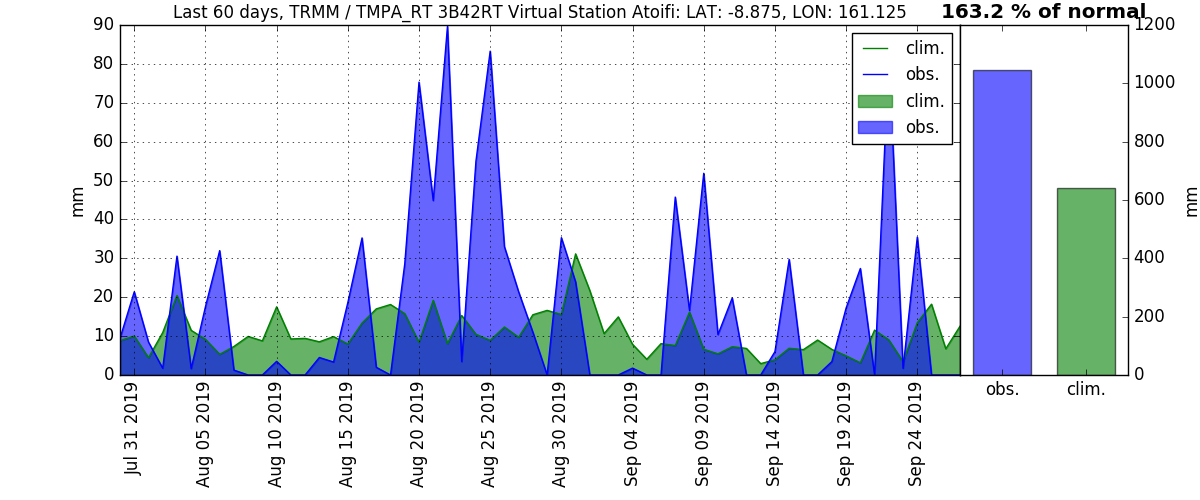 Last 60 days, TRMM / TMPA_RT 3B42RT Virtual Station Atoifi: LAT: -8.875, LON: 161.125
163.2 % of normal
90
80
70
60
50
40
30
20
10
0
mm
clim.
obs.
clim.
obs.
Jul 31 2019
Aug 05 2019
Aug 10 2019
Aug 15 2019
Aug 20 2019
Aug 25 2019
Aug 30 2019
Sep 04 2019
Sep 09 2019
Sep 14 2019
Sep 19 2019
Sep 24 2019
1200
1000
800
600
400
200
0
mm
obs.
clim.